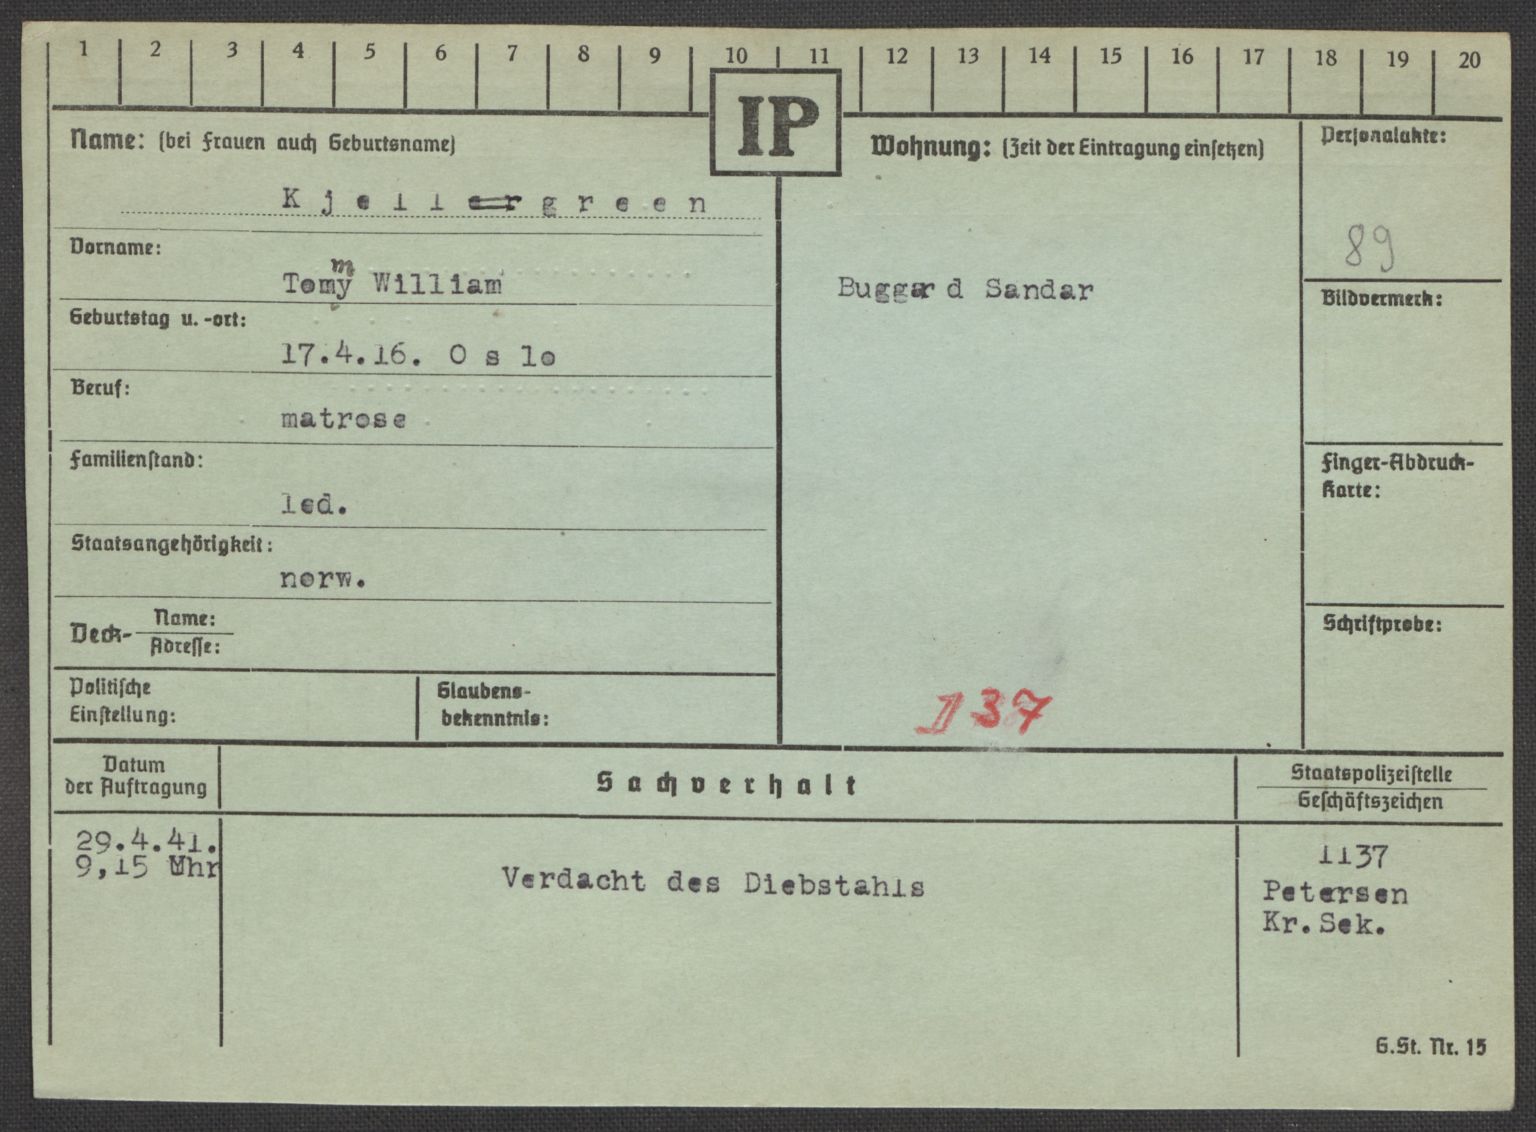 1 2 3 4 5 6 7 8 9 10 11 12 13 14 15 16 17 18 19 20
IP
Name: (bei Frauen auch Geburtsname)
Kjellergreen
Vorname:
Tommy William
Geburtstag u. -ort:
17.4.16. Oslo
Beruf:
matrose
Familienstand:
led.
Staatsangehörigkeit:
norw.
Deck- Name:
Adresse:
Politische
Einstellung:
Glaubens-
bekenntnis:
Wohnung: (Zeit der Eintragung einsetzen)
Buggard Sandar
137
Personalakte:
89
Bildvermerk:
Finger-Abdruck-
Karte:
Schriftprobe:
Datum
der Auftragung
Sachverhalt
Staatspolizeistelle
Geschäftszeichen
29.4.41.
9,15 Uhr
Verdacht des Diebstahls
1137
Petersen
Kr.Sek.
G.St. Nr. 15